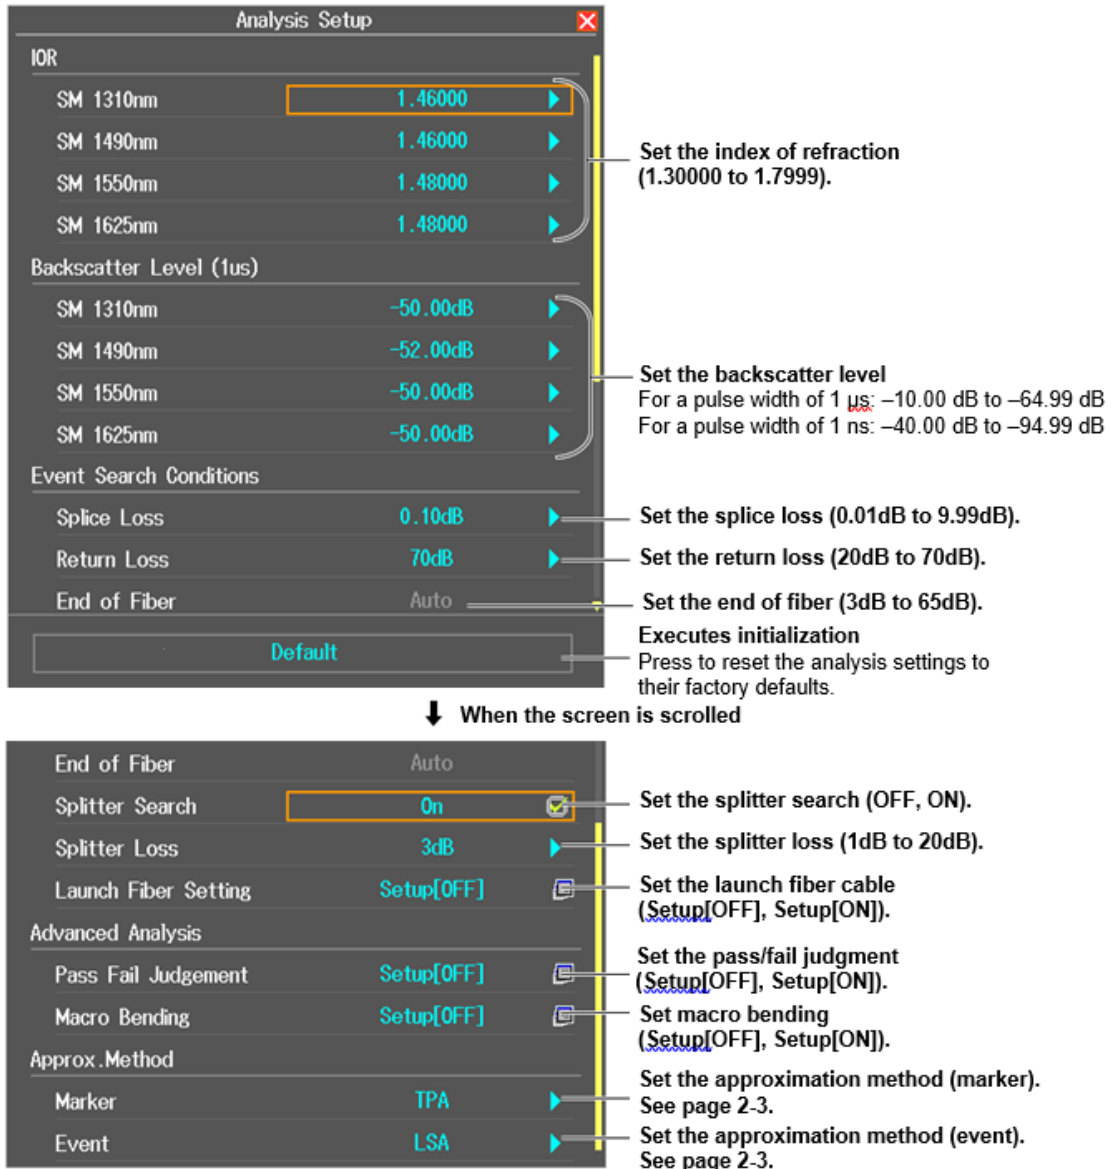 Analysis Setup
IOR
SM 1310nm 1.46000
SM 1490nm 1.46000
SM 1550nm 1.48000
SM 1625nm 1.48000
Set the index of refraction
(1.30000 to 1.7999).
Backscatter Level (1us)
SM 1310nm -50.00dB
SM 1490nm -52.00dB
SM 1550nm -50.00dB
SM 1625nm -50.00dB
Set the backscatter level
For a pulse width of 1 μs: –10.00 dB to –64.99 dB
For a pulse width of 1 ns: –40.00 dB to –94.99 dB
Event Search Conditions
Splice Loss 0.10dB Set the splice loss (0.01dB to 9.99dB).
Return Loss 70dB Set the return loss (20dB to 70dB).
End of Fiber Auto Set the end of fiber (3dB to 65dB).
Default
Executes initialization
Press to reset the analysis settings to
their factory defaults.
When the screen is scrolled
End of Fiber Auto
Splitter Search On Set the splitter search (OFF, ON).
Splitter Loss 3dB Set the splitter loss (1dB to 20dB).
Launch Fiber Setting Setup[OFF] Set the launch fiber cable
(Setup[OFF], Setup[ON]).
Advanced Analysis
Pass Fail Judgement Setup[OFF] Set the pass/fail judgment
(Setup[OFF], Setup[ON]).
Macro Bending Setup[OFF] Set macro bending
(Setup[OFF], Setup[ON]).
Approx.Method
Marker TPA Set the approximation method (marker).
See page 2-3.
Event LSA Set the approximation method (event).
See page 2-3.